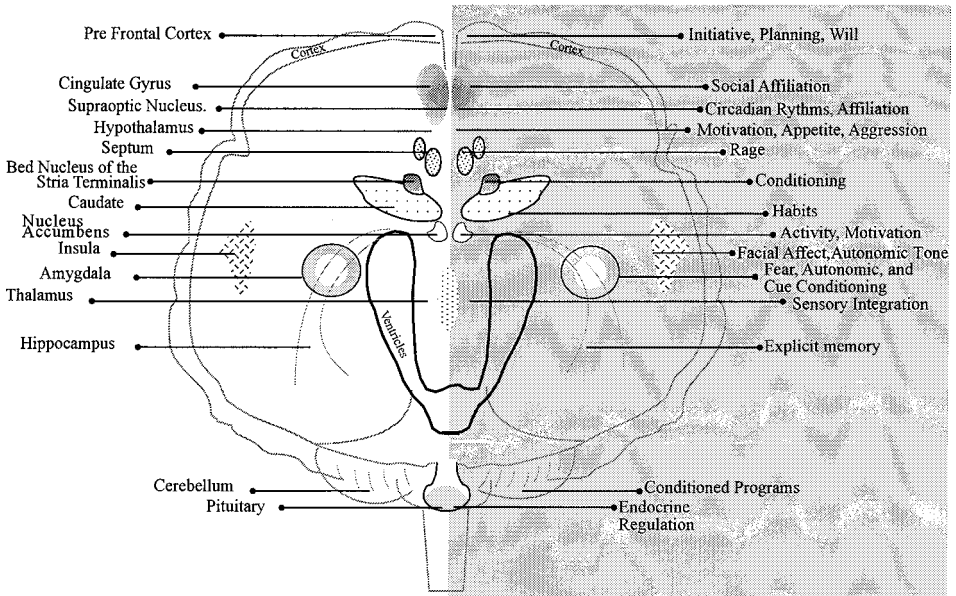 Pre Frontal Cortex
Initiative, Planning, Will
Cortex
Cortex
Cingulate Gyrus
Social Affiliation
Supraoptic Nucleus.
Circadian Rythms, Affiliation
Hypothalamus
Motivation, Appetite, Aggression
Septum
Rage
Bed Nucleus of the
Stria Terminalis
Conditioning
Caudate
Habits
Nucleus
Accumbens
Activity, Motivation
Insula
Facial Affect,Autonomic Tone
Amygdala
Fear, Autonomic, and
Cue Conditioning
Thalamus
Sensory Integration
Ventricles
Hippocampus
Explicit memory
Cerebellum
Conditioned Programs
Pituitary
Endocrine
Regulation